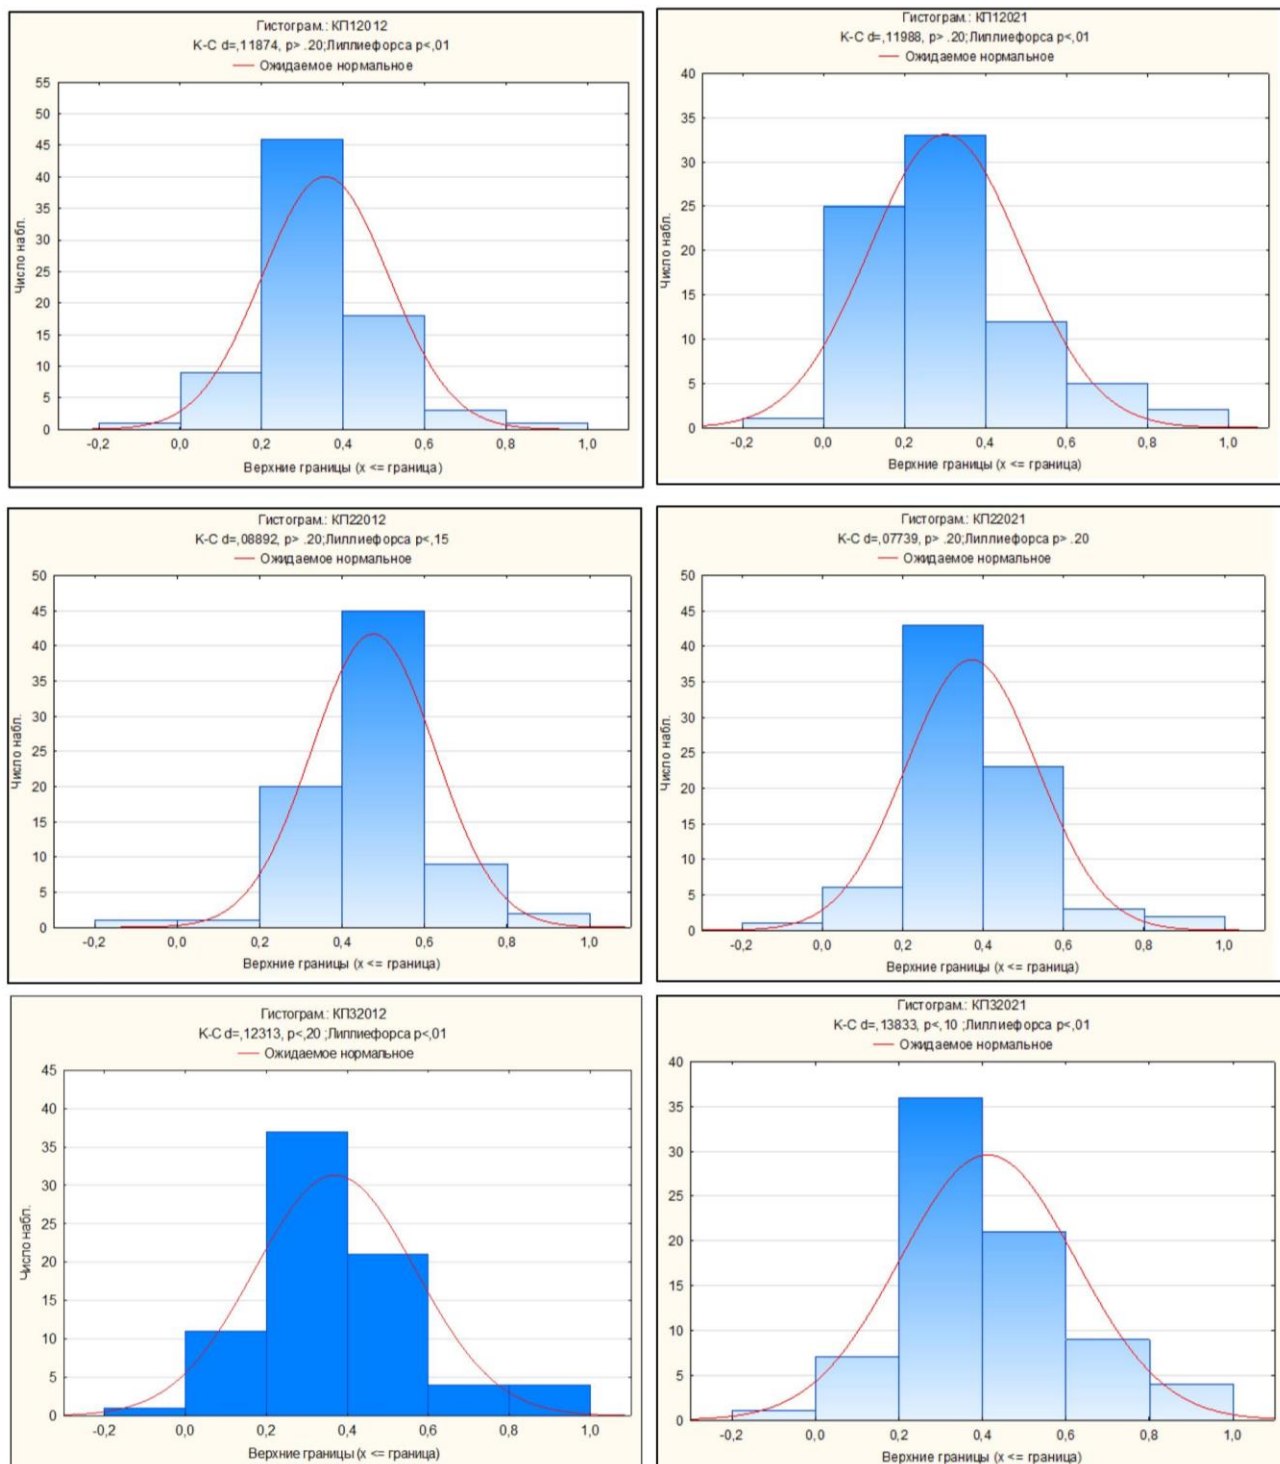 Гистограм.: КП12012
К-С d=,11874, p> .20;Лиллиефорса p<,01
Ожидаемое нормальное
55
50
45
40
35
30
25
20
15
10
5
0
Число набл.
-0,2 0,0 0,2 0,4 0,6 0,8 1,0
Верхние границы (x <= граница)
Гистограм.: КП12021
К-С d=,11988, p> .20;Лиллиефорса p<,01
Ожидаемое нормальное
40
35
30
25
20
15
10
5
0
Число набл.
-0,2 0,0 0,2 0,4 0,6 0,8 1,0
Верхние границы (x <= граница)
Гистограм.: КП22012
К-С d=,08892, p> .20;Лиллиефорса p<,15
Ожидаемое нормальное
50
45
40
35
30
25
20
15
10
5
0
Число набл.
-0,2 0,0 0,2 0,4 0,6 0,8 1,0
Верхние границы (x <= граница)
Гистограм.: КП22021
К-С d=,07739, p> .20;Лиллиефорса p> .20
Ожидаемое нормальное
50
45
40
35
30
25
20
15
10
5
0
Число набл.
-0,2 0,0 0,2 0,4 0,6 0,8 1,0
Верхние границы (x <= граница)
Гистограм.: КП32012
К-С d=,12313, p<,20 ;Лиллиефорса p<,01
Ожидаемое нормальное
45
40
35
30
25
20
15
10
5
0
Число набл.
-0,2 0,0 0,2 0,4 0,6 0,8 1,0
Верхние границы (x <= граница)
Гистограм.: КП32021
К-С d=,13833, p<,10 ;Лиллиефорса p<,01
Ожидаемое нормальное
40
35
30
25
20
15
10
5
0
Число набл.
-0,2 0,0 0,2 0,4 0,6 0,8 1,0
Верхние границы (x <= граница)